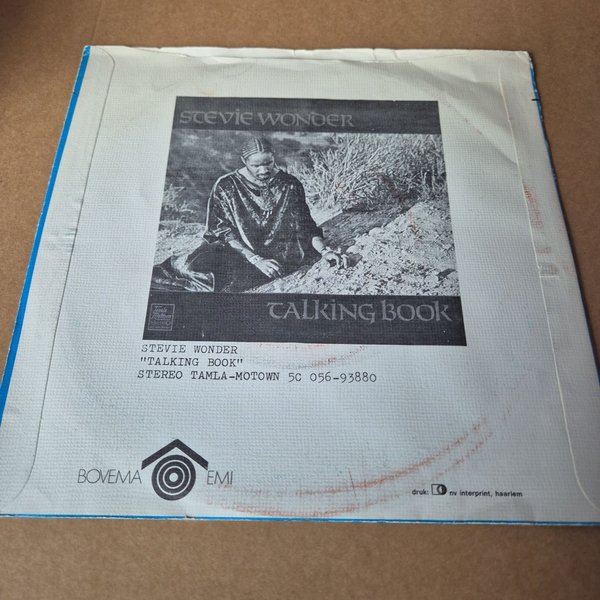 STEVIE WONDER
TALKING BOOK
STEVIE WONDER
"TALKING BOOK"
STEREO TAMLA-MOTOWN 5C 056-93880
BOVEMA EMI
druk: nv interprint, haarlem